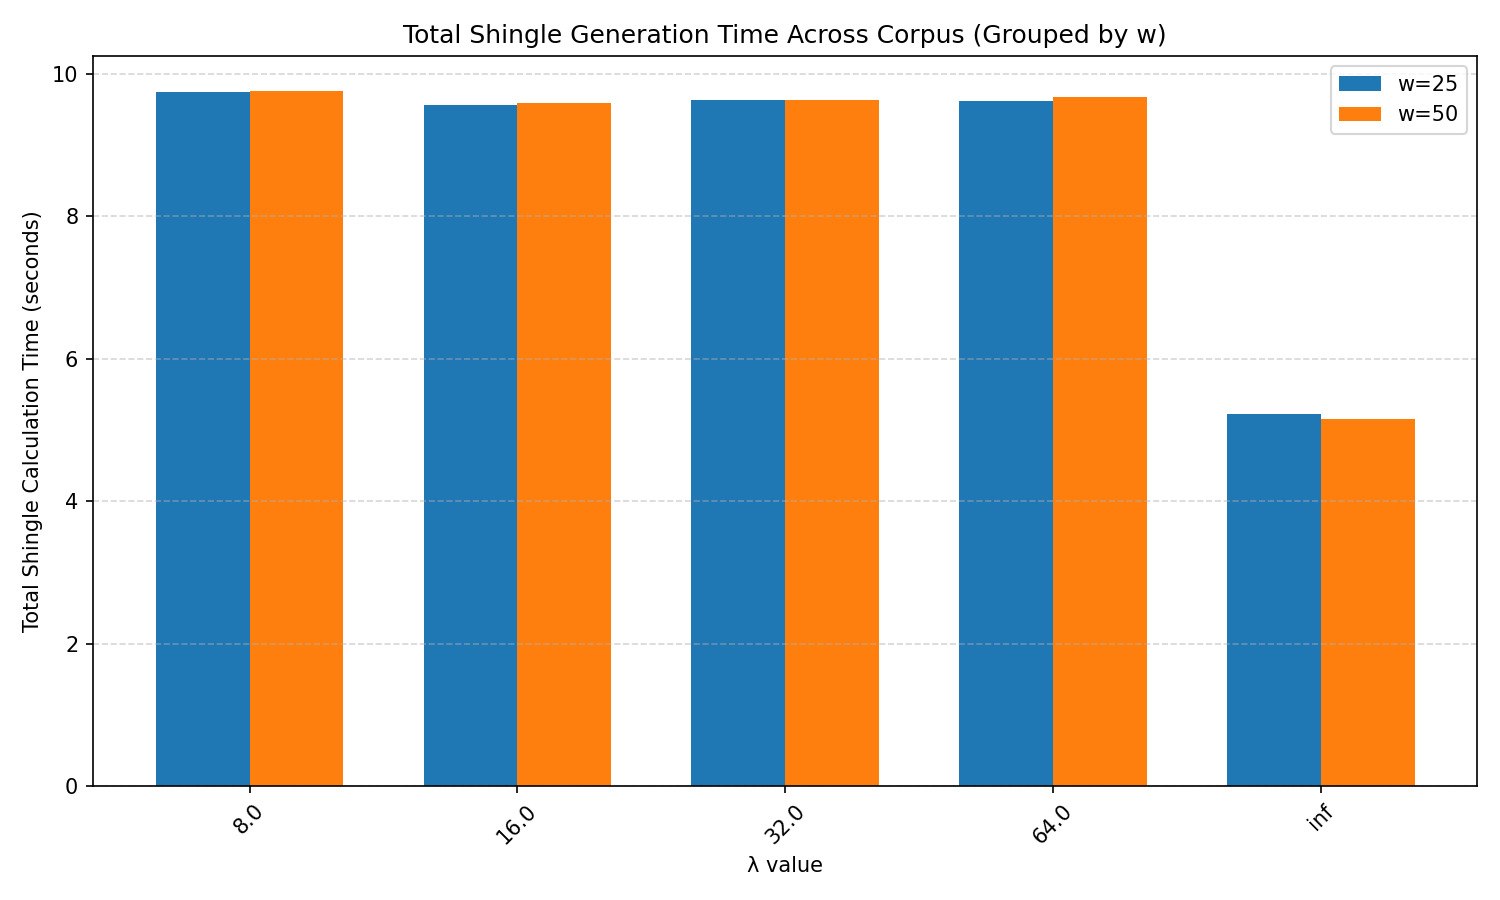 Total Shingle Generation Time Across Corpus (Grouped by w)
Total Shingle Calculation Time (seconds)
10
8
6
4
2
0
w=25
w=50
8.0
16.0
32.0
64.0
inf
λ value